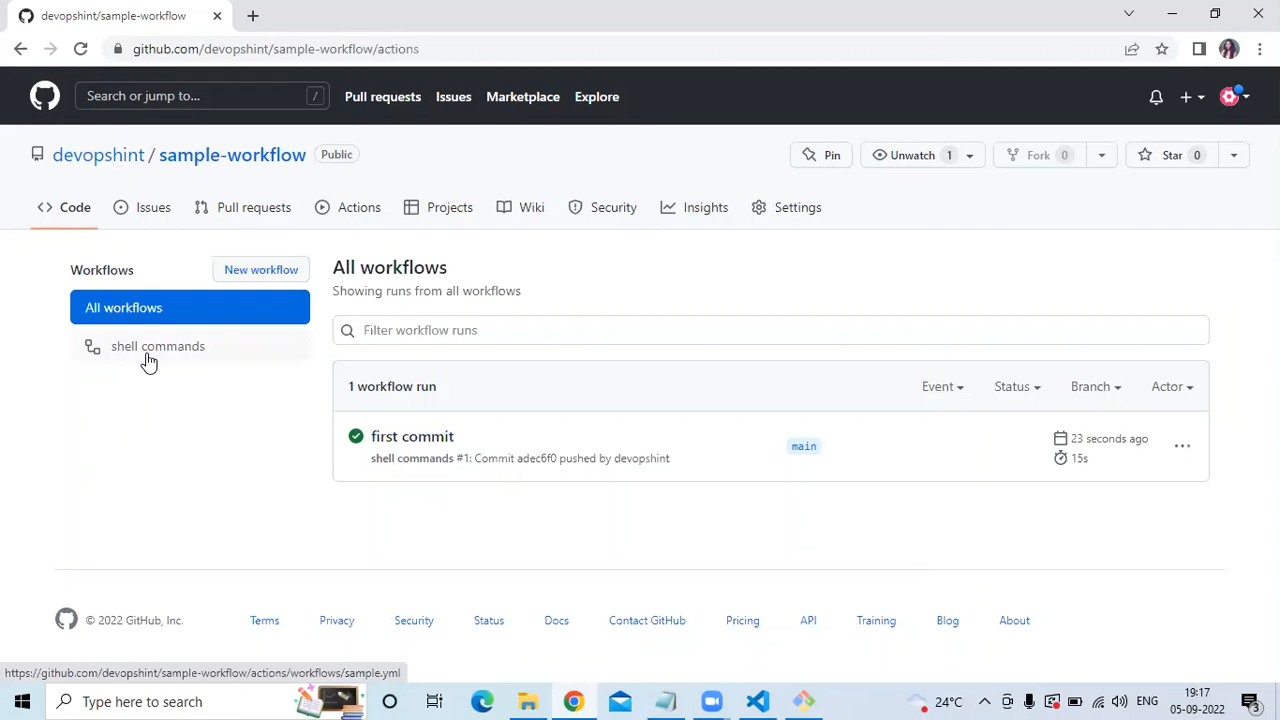 devopshint/sample-workflow
github.com/devopshint/sample-workflow/actions
Search or jump to... /
Pull requests Issues Marketplace Explore
devopshint / sample-workflow Public
Pin Unwatch 1 Fork 0 Star 0
Code Issues Pull requests Actions Projects Wiki Security Insights Settings
Workflows New workflow
All workflows
shell commands
All workflows
Showing runs from all workflows
Filter workflow runs
1 workflow run Event Status Branch Actor
first commit
shell commands #1: Commit adec6f0 pushed by devopshint
main
23 seconds ago
15s
© 2022 GitHub, Inc. Terms Privacy Security Status Docs Contact GitHub Pricing API Training Blog About
https://github.com/devopshint/sample-workflow/actions/workflows/sample.yml
Type here to search
24°C ENG
19:17
05-09-2022
3